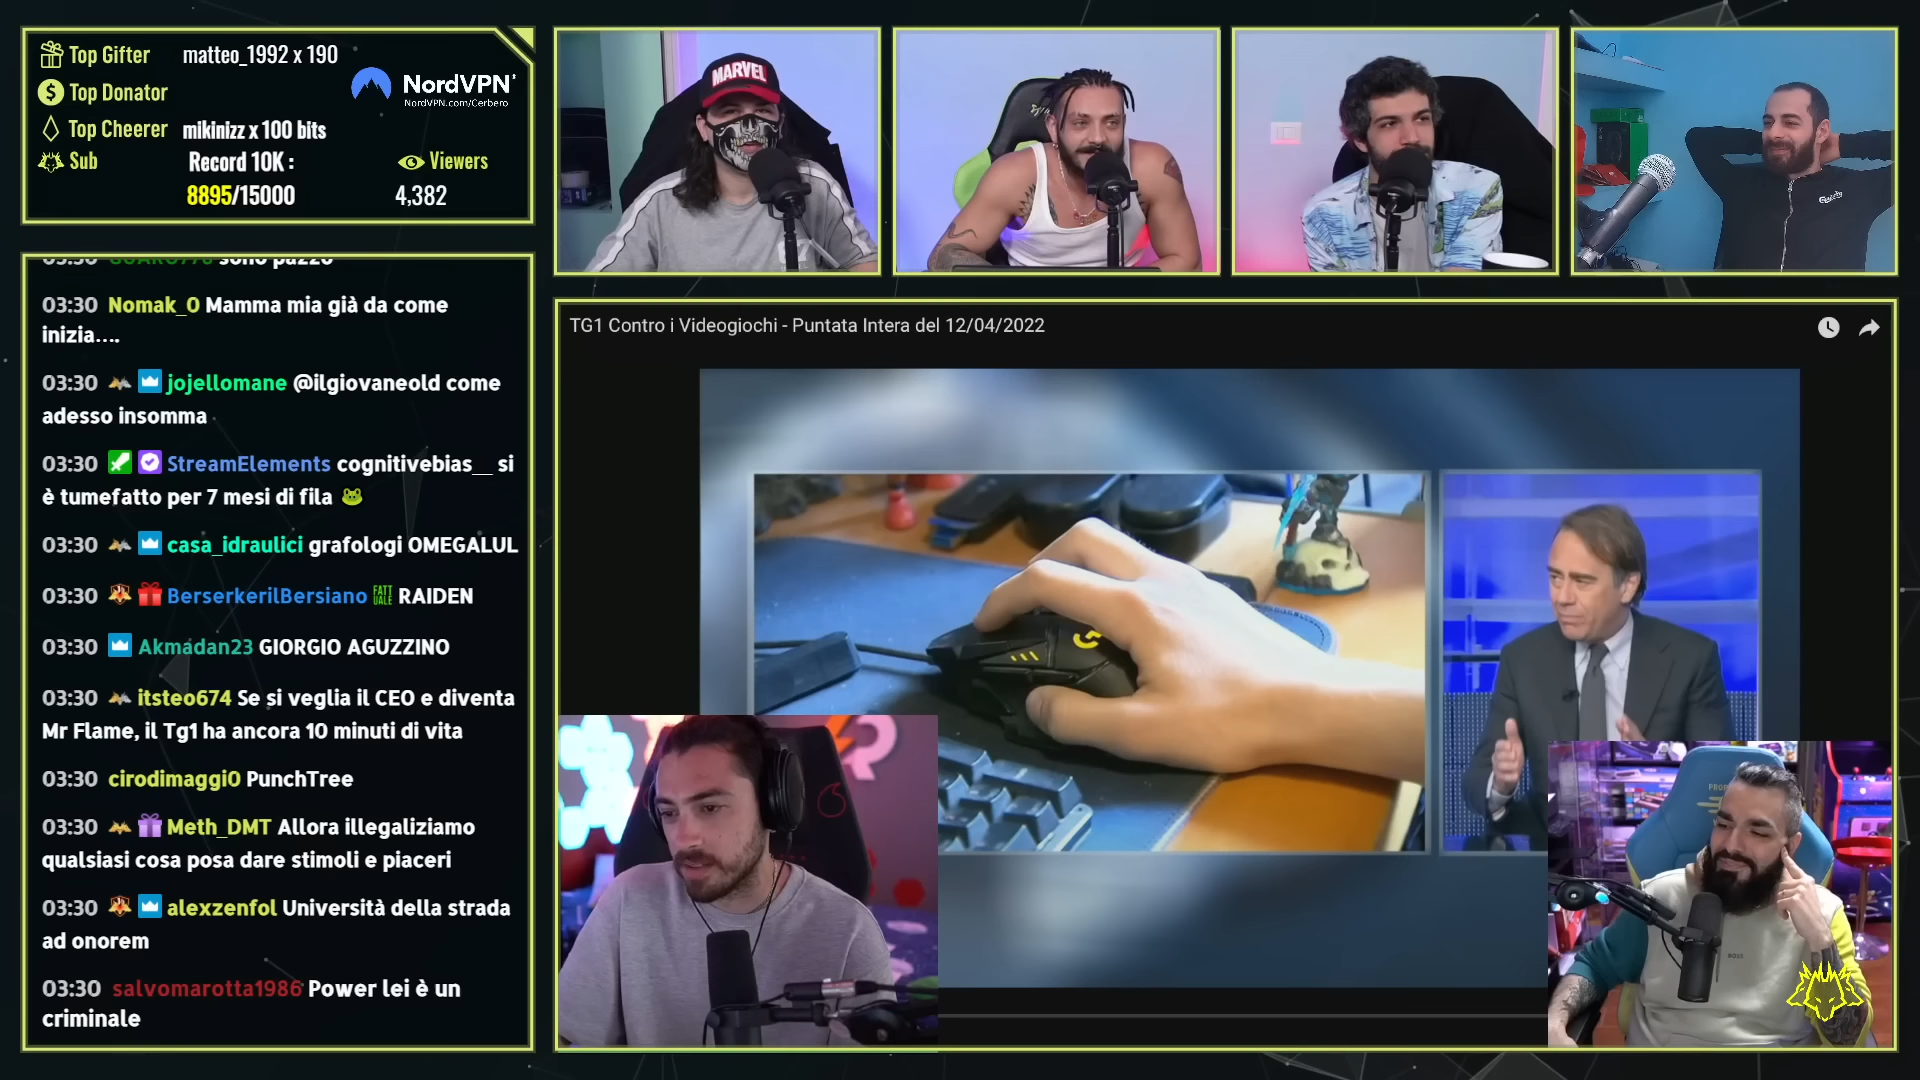 Top Gifter matteo_1992 x 190
Top Donator
Top Cheerer mikinizz x 100 bits
Sub Record 10K :
8895/15000
Viewers
4,382
NordVPN
NordVPN.com/Cerbero
MARVEL
03:30 sono pazzo
03:30 Nomak_O Mamma mia già da come
inizia....
03:30 jojellomane @ilgiovaneold come
adesso insomma
03:30 StreamElements cognitivebias__ si
è tumefatto per 7 mesi di fila
03:30 casa_idraulici grafologi OMEGALUL
03:30 BerserkerilBersiano FATTUALE RAIDEN
03:30 Akmadan23 GIORGIO AGUZZINO
03:30 itsteo674 Se si veglia il CEO e diventa
Mr Flame, il Tg1 ha ancora 10 minuti di vita
03:30 cirodimaggi0 PunchTree
03:30 Meth_DMT Allora illegaliziamo
qualsiasi cosa posa dare stimoli e piaceri
03:30 alexzenfol Università della strada
ad onorem
03:30 salvomarotta1986 Power lei è un
criminale
TG1 Contro i Videogiochi - Puntata Intera del 12/04/2022
BOSS